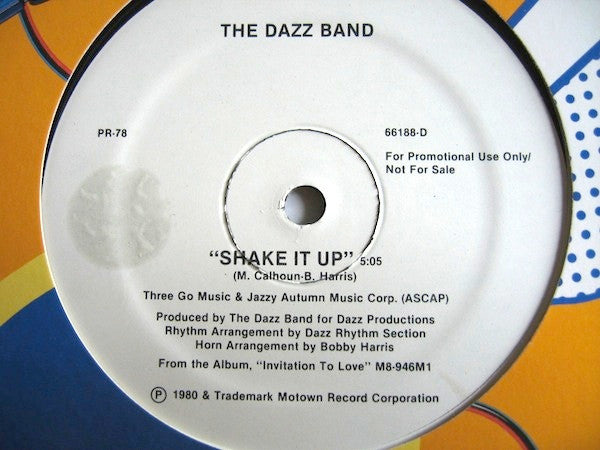 THE DAZZ BAND
PR-78
66188-D
For Promotional Use Only/
Not For Sale
"SHAKE IT UP" 5:05
(M. Calhoun-B. Harris)
Three Go Music & Jazzy Autumn Music Corp. (ASCAP)
Produced by The Dazz Band for Dazz Productions
Rhythm Arrangement by Dazz Rhythm Section
Horn Arrangement by Bobby Harris
From the Album, "Invitation To Love" M8-946M1
Ⓟ 1980 & Trademark Motown Record Corporation